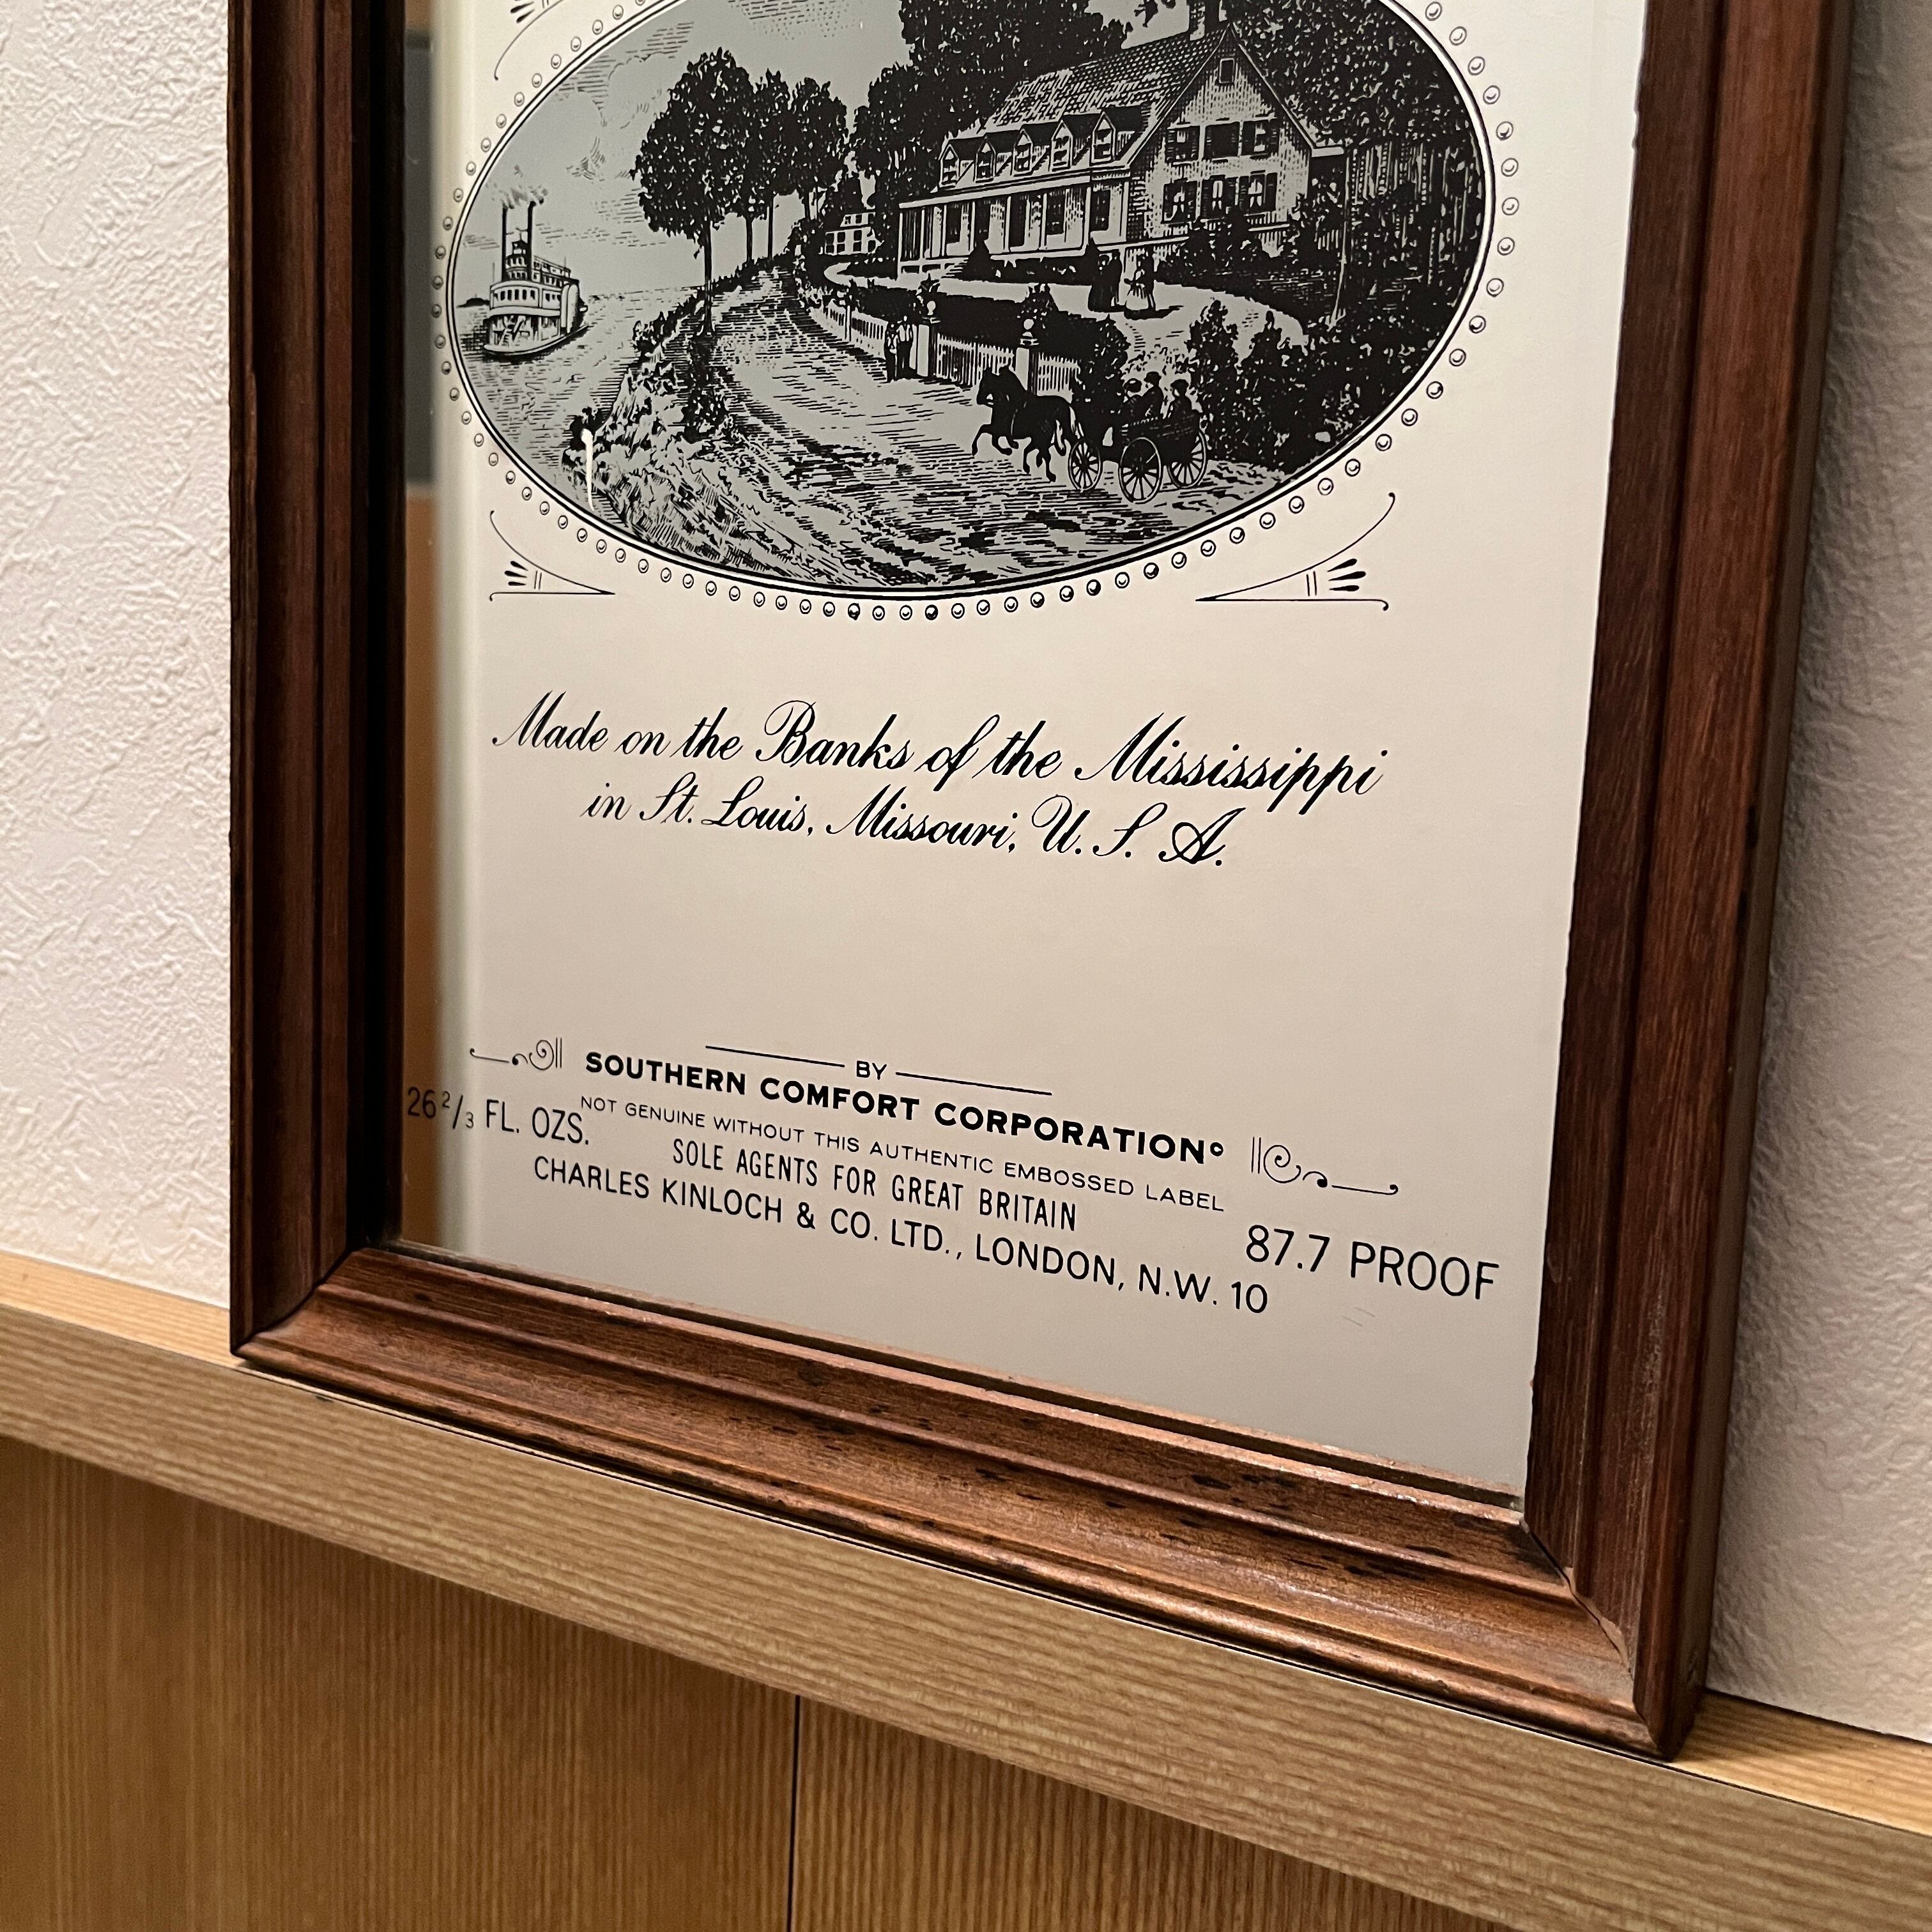 Made on the Banks of the Mississippi
in St. Louis, Missouri, U. S. A.
BY
SOUTHERN COMFORT CORPORATION®
NOT GENUINE WITHOUT THIS AUTHENTIC EMBOSSED LABEL
26 2/3 FL. OZS.
SOLE AGENTS FOR GREAT BRITAIN
CHARLES KINLOCH & CO. LTD., LONDON, N.W. 10
87.7 PROOF